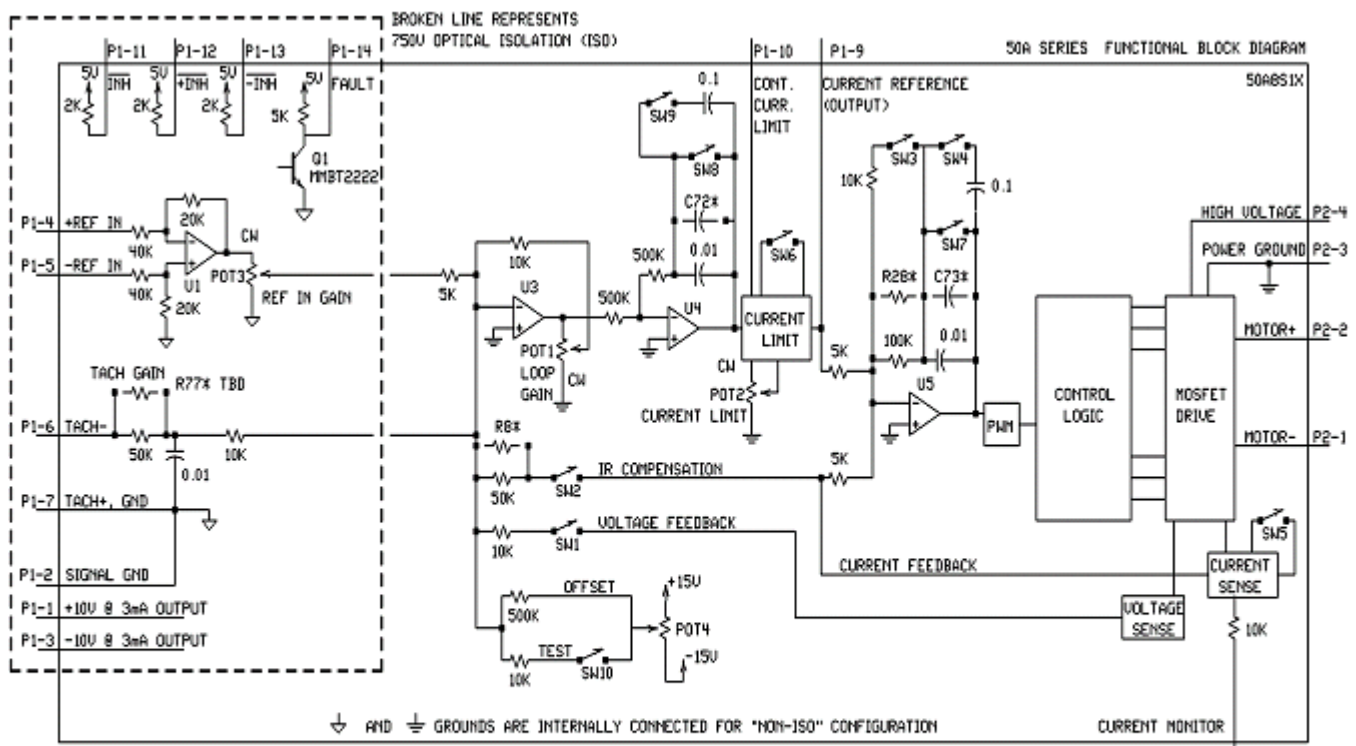 BROKEN LINE REPRESENTS
750V OPTICAL ISOLATION (ISO)
P1-11
P1-12
P1-13
P1-14
P1-10
P1-9
50A SERIES FUNCTIONAL BLOCK DIAGRAM
50A8S1X
5V
INH
5V
+INH
5V
-INH
5V
FAULT
2K
2K
2K
5K
Q1
MMBT2222
0.1
SW9
SW8
C72*
0.01
500K
CONT.
CURR.
LIMIT
CURRENT REFERENCE
(OUTPUT)
SW3
SW4
10K
0.1
SW7
R28*
C73*
100K
0.01
SW6
P1-4
+REF IN
20K
40K
CW
P1-5
-REF IN
40K
U1
POT3
20K
REF IN GAIN
5K
10K
U3
500K
U4
CURRENT
LIMIT
POT1
LOOP
GAIN
CW
CW
POT2
CURRENT LIMIT
5K
U5
5K
PWM
CONTROL
LOGIC
MOSFET
DRIVE
HIGH VOLTAGE
P2-4
POWER GROUND
P2-3
MOTOR+
P2-2
MOTOR-
P2-1
TACH GAIN
R77* TBD
P1-6
TACH-
50K
10K
0.01
R8*
50K
SW2
IR COMPENSATION
P1-7
TACH+, GND
10K
SW1
VOLTAGE FEEDBACK
CURRENT FEEDBACK
SW5
CURRENT
SENSE
P1-2
SIGNAL GND
P1-1
+10V @ 3mA OUTPUT
P1-3
-10V @ 3mA OUTPUT
OFFSET
500K
TEST
10K
SW10
+15V
POT4
-15V
VOLTAGE
SENSE
10K
AND
GROUNDS ARE INTERNALLY CONNECTED FOR "NON-ISO" CONFIGURATION
CURRENT MONITOR